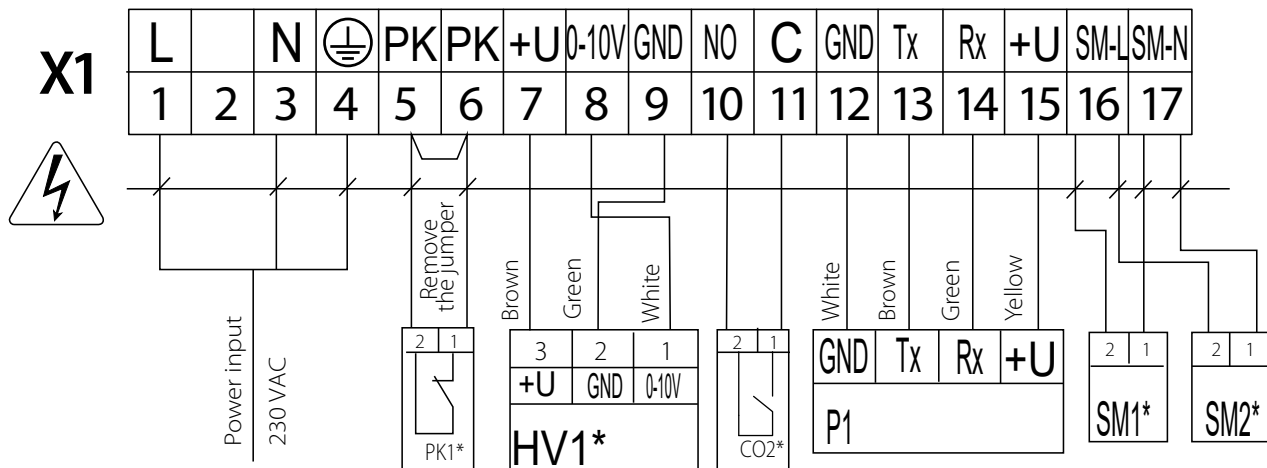 X1
L N PK PK +U 0-10V GND NO C GND Tx Rx +U SM-L SM-N
1 2 3 4 5 6 7 8 9 10 11 12 13 14 15 16 17
Power input
230 VAC
Remove
the jumper
Brown
Green
White
White
Brown
Green
Yellow
2 1
PK1*
3 2 1
+U GND 0-10V
HV1*
2 1
CO2*
GND Tx Rx +U
P1
2 1
SM1*
2 1
SM2*